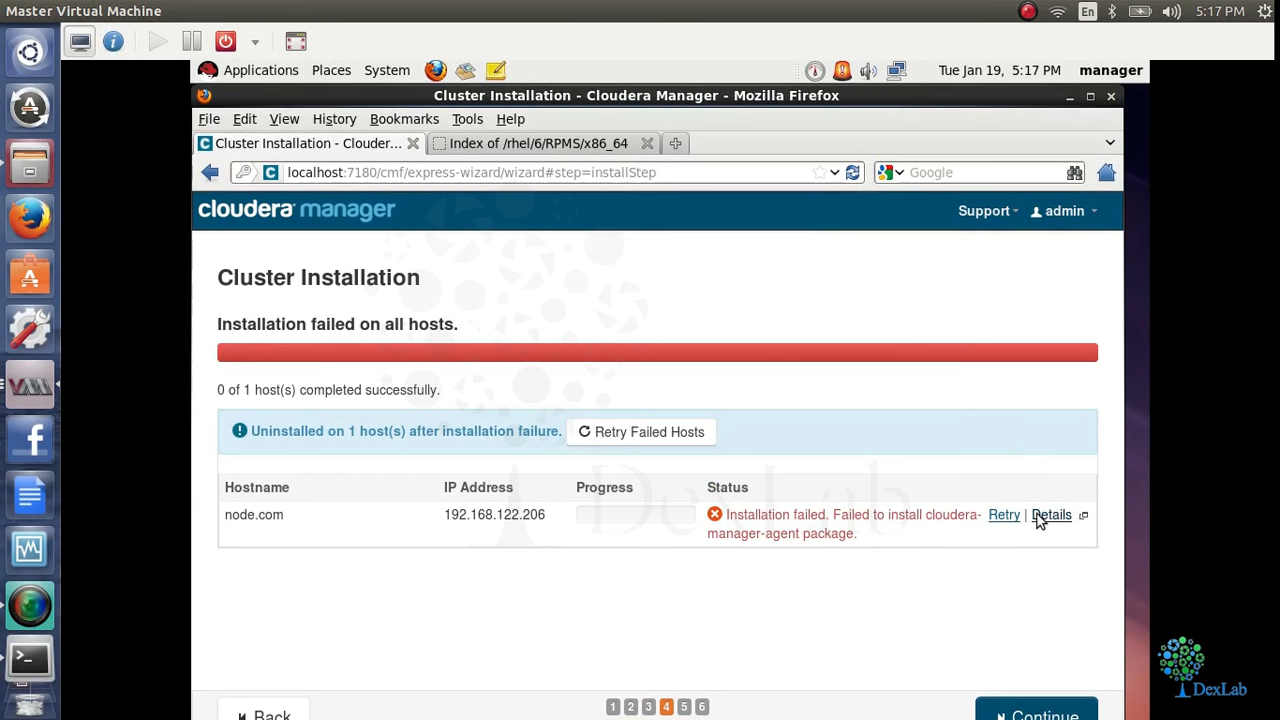 Master Virtual Machine
En
5:17 PM
Applications Places System
Tue Jan 19, 5:17 PM manager
Cluster Installation - Cloudera Manager - Mozilla Firefox
File Edit View History Bookmarks Tools Help
Cluster Installation - Clouder...
Index of /rhel/6/RPMS/x86_64
localhost:7180/cmf/express-wizard/wizard#step=installStep
Google
cloudera manager
Support
admin
Cluster Installation
Installation failed on all hosts.
0 of 1 host(s) completed successfully.
Uninstalled on 1 host(s) after installation failure. Retry Failed Hosts
Hostname IP Address Progress Status
node.com 192.168.122.206 Installation failed. Failed to install cloudera- Retry | Details
manager-agent package.
DexLab
DexLab
Back
1 2 3 4 5 6
Continue